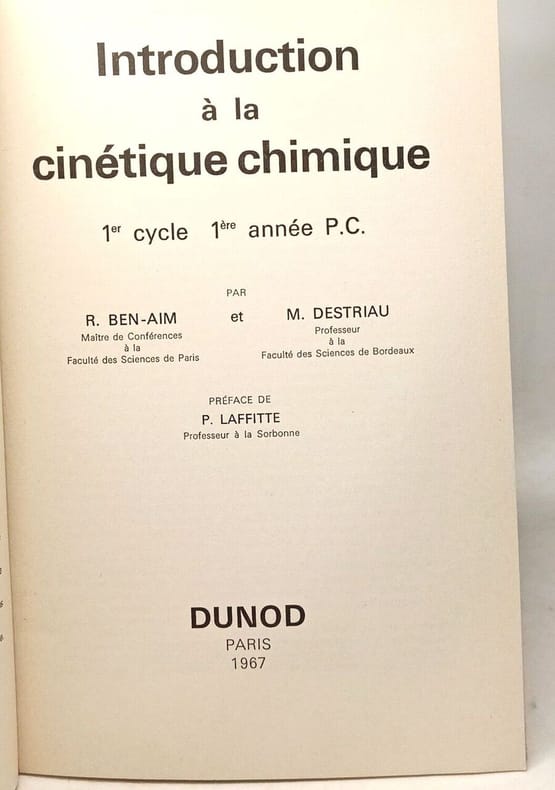 Introduction
à la
cinétique chimique
1er cycle 1ère année P.C.
PAR
R. BEN-AIM et M. DESTRIAU
Maître de Conférences
à la
Faculté des Sciences de Paris
Professeur
à la
Faculté des Sciences de Bordeaux
PRÉFACE DE
P. LAFFITTE
Professeur à la Sorbonne
DUNOD
PARIS
1967